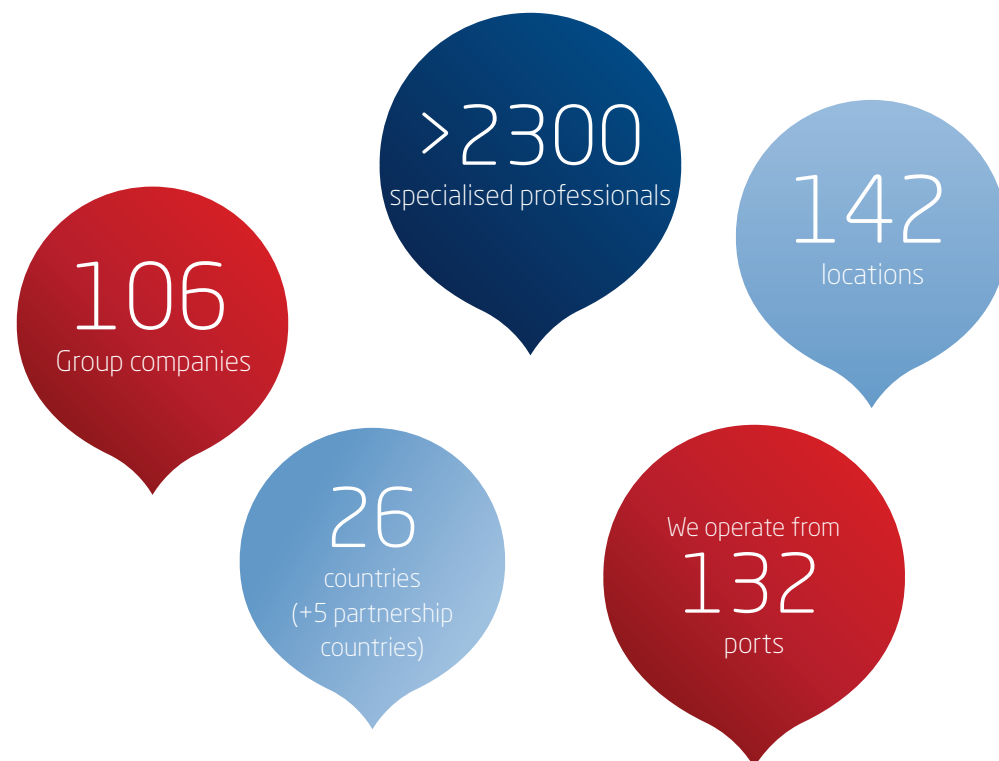 >2300
specialised professionals
142
locations
106
Group companies
26
countries
(+5 partnership
countries)
We operate from
132
ports